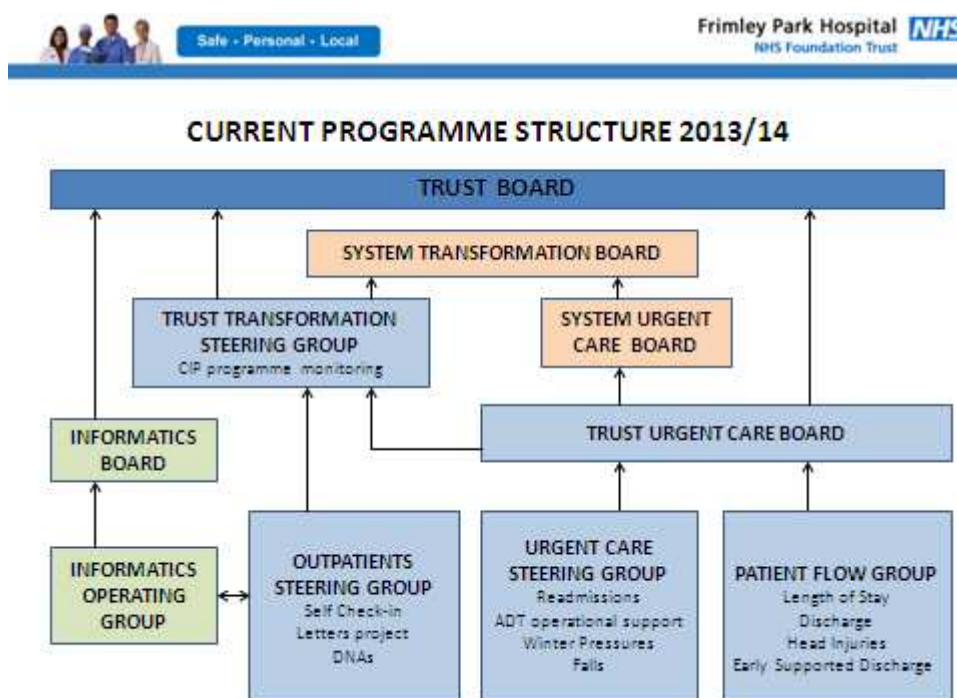 Safe - Personal - Local
Frimley Park Hospital NHS
NHS Foundation Trust
CURRENT PROGRAMME STRUCTURE 2013/14
TRUST BOARD
SYSTEM TRANSFORMATION BOARD
TRUST TRANSFORMATION
STEERING GROUP
CIP programme monitoring
SYSTEM URGENT
CARE BOARD
INFORMATICS
BOARD
TRUST URGENT CARE BOARD
INFORMATICS
OPERATING
GROUP
OUTPATIENTS
STEERING GROUP
Self Check-in
Letters project
DNAs
URGENT CARE
STEERING GROUP
Readmissions
ADT operational support
Winter Pressures
Falls
PATIENT FLOW GROUP
Length of Stay
Discharge
Head Injuries
Early Supported Discharge